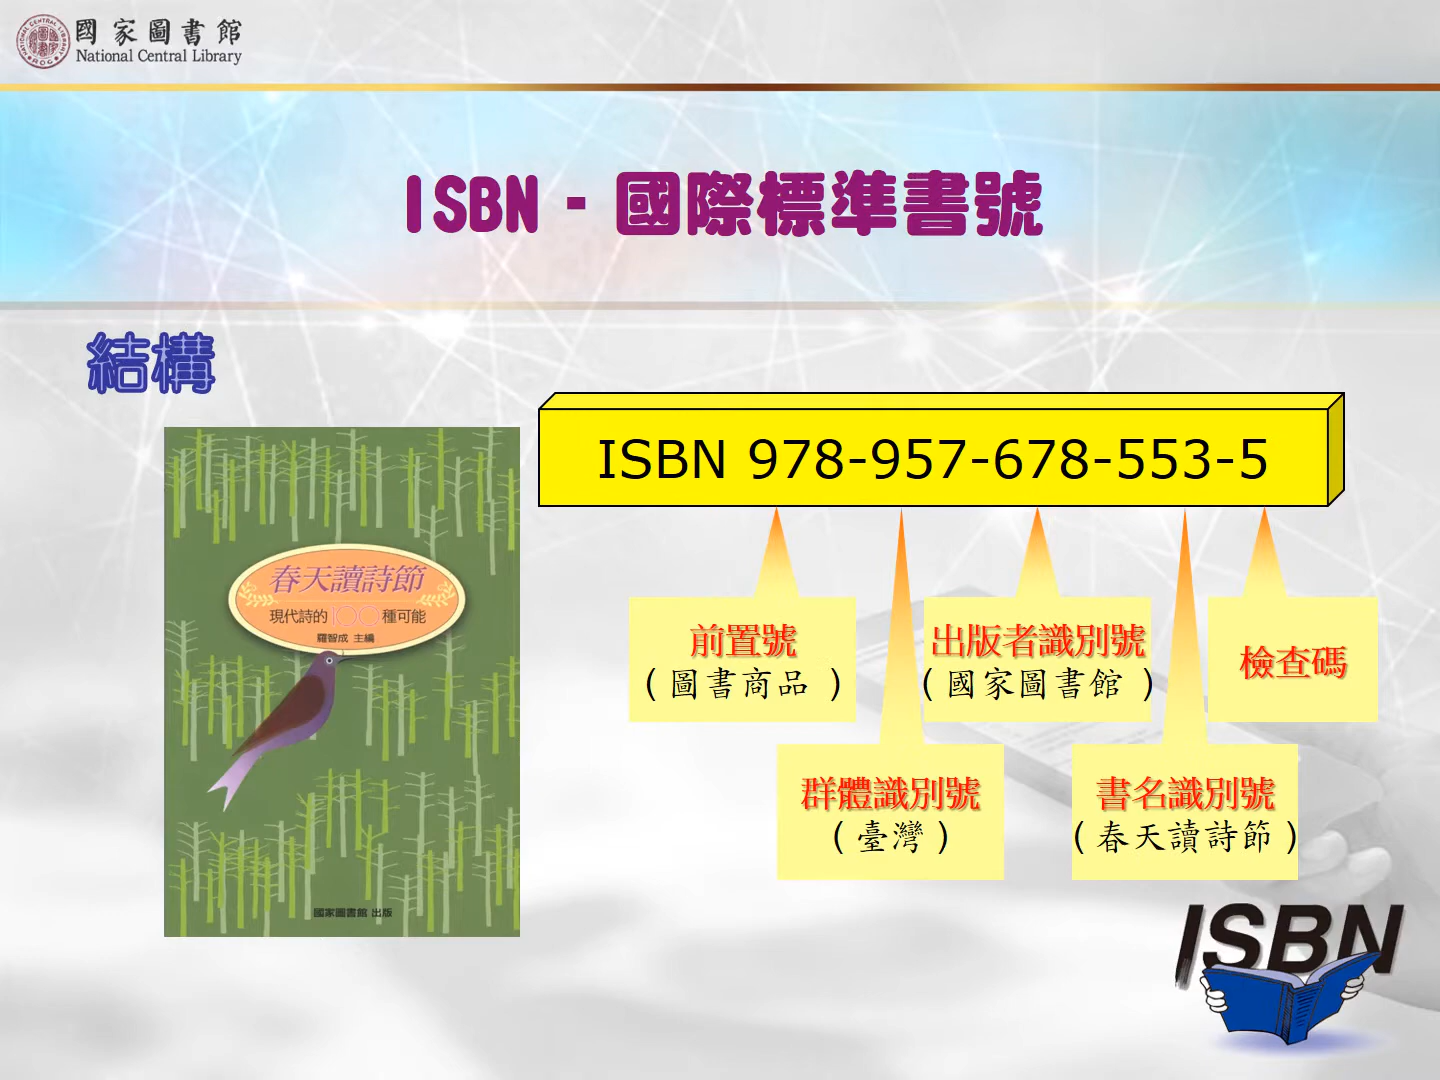 國家圖書館
National Central Library
ISBN - 國際標準書號
結構
ISBN 978-957-678-553-5
前置號
(圖書商品)
出版者識別號
(國家圖書館)
檢查碼
群體識別號
(臺灣)
書名識別號
(春天讀詩節)
春天讀詩節
現代詩的100種可能
羅智成 主編
國家圖書館 出版
ISBN